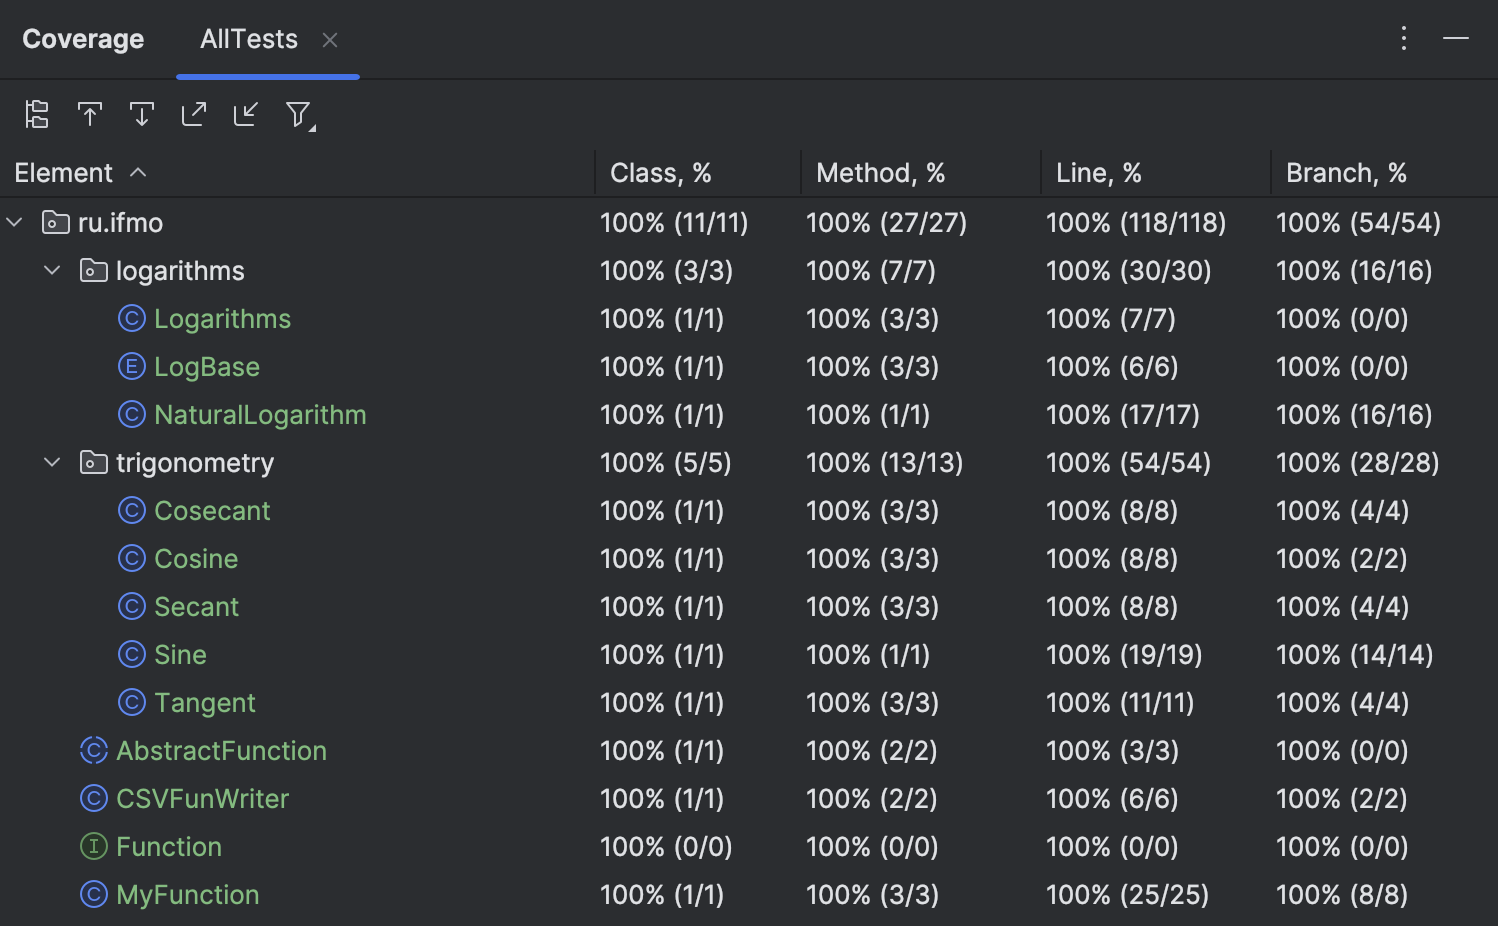 Coverage AllTests
Element Class, % Method, % Line, % Branch, %
ru.ifmo 100% (11/11) 100% (27/27) 100% (118/118) 100% (54/54)
logarithms 100% (3/3) 100% (7/7) 100% (30/30) 100% (16/16)
C Logarithms 100% (1/1) 100% (3/3) 100% (7/7) 100% (0/0)
E LogBase 100% (1/1) 100% (3/3) 100% (6/6) 100% (0/0)
C NaturalLogarithm 100% (1/1) 100% (1/1) 100% (17/17) 100% (16/16)
trigonometry 100% (5/5) 100% (13/13) 100% (54/54) 100% (28/28)
C Cosecant 100% (1/1) 100% (3/3) 100% (8/8) 100% (4/4)
C Cosine 100% (1/1) 100% (3/3) 100% (8/8) 100% (2/2)
C Secant 100% (1/1) 100% (3/3) 100% (8/8) 100% (4/4)
C Sine 100% (1/1) 100% (1/1) 100% (19/19) 100% (14/14)
C Tangent 100% (1/1) 100% (3/3) 100% (11/11) 100% (4/4)
C AbstractFunction 100% (1/1) 100% (2/2) 100% (3/3) 100% (0/0)
C CSVFunWriter 100% (1/1) 100% (2/2) 100% (6/6) 100% (2/2)
I Function 100% (0/0) 100% (0/0) 100% (0/0) 100% (0/0)
C MyFunction 100% (1/1) 100% (3/3) 100% (25/25) 100% (8/8)